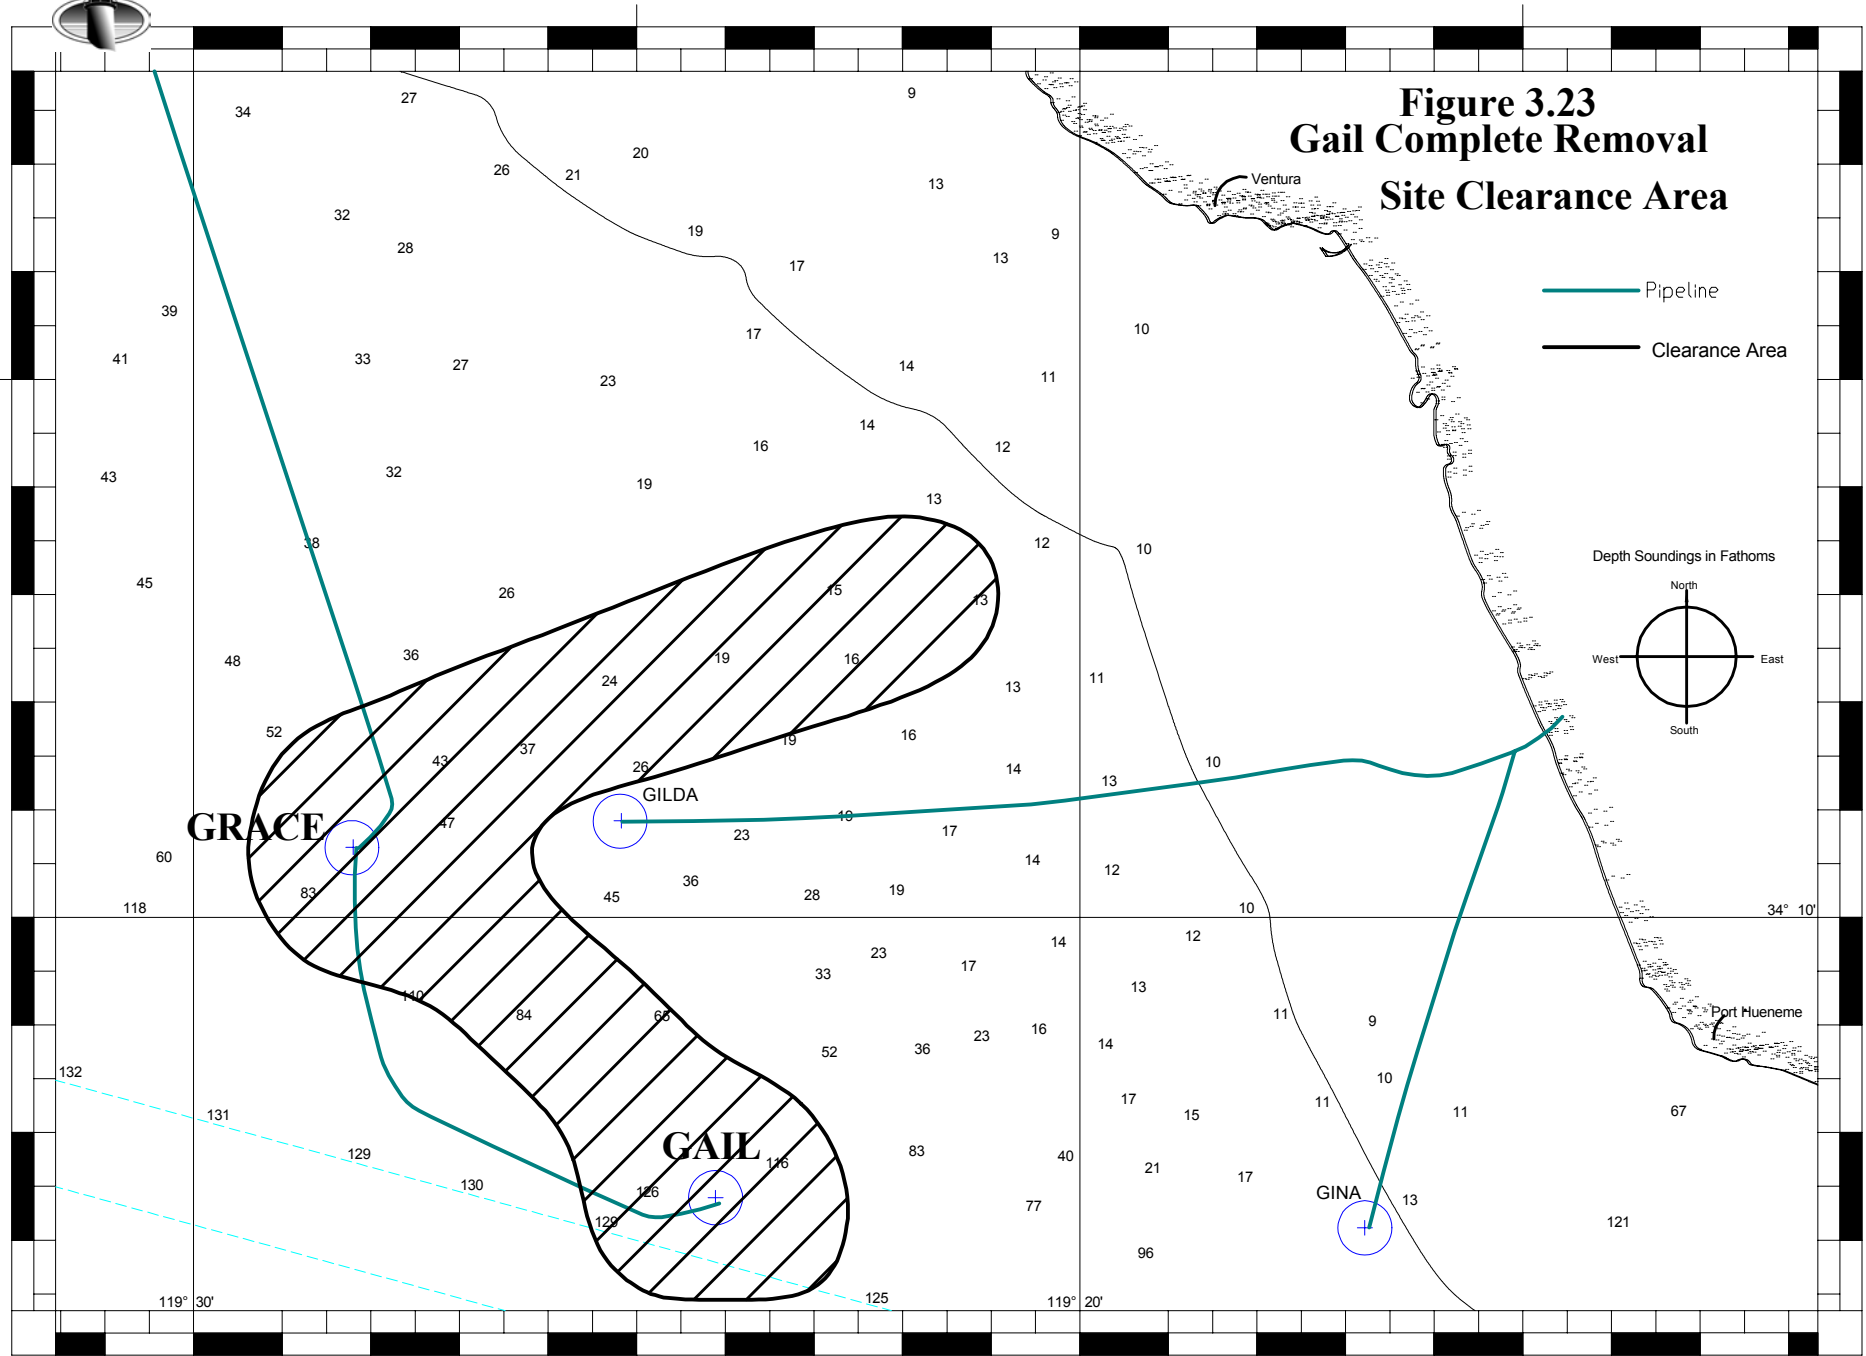 Figure 3.23
Gail Complete Removal
Site Clearance Area
Ventura
Pipeline
Clearance Area
Depth Soundings in Fathoms
North
West East
South
Port Hueneme
GRACE
GILDA
GAIL
GINA
34° 10'
119° 30'
119° 20'
34 27 9
26 21 20 13
32 28 19 17 9 13
39 17 10
41 33 27 23 14 11
14 16 12
43 32 19 13
38 12 10
45 26 15 13
48 36 24 19 16 13 11
52 43 37 26 19 16 14 13 10
47 23 19 17
60 83 45 36 28 19 14 12
118 10
110 84 65 33 23 17 14 12 13
52 36 23 16 14 11 9
132 10
131 17 15 11 11 67
129 130 116 83 40 21 17
126 129 77 13 121
96
125